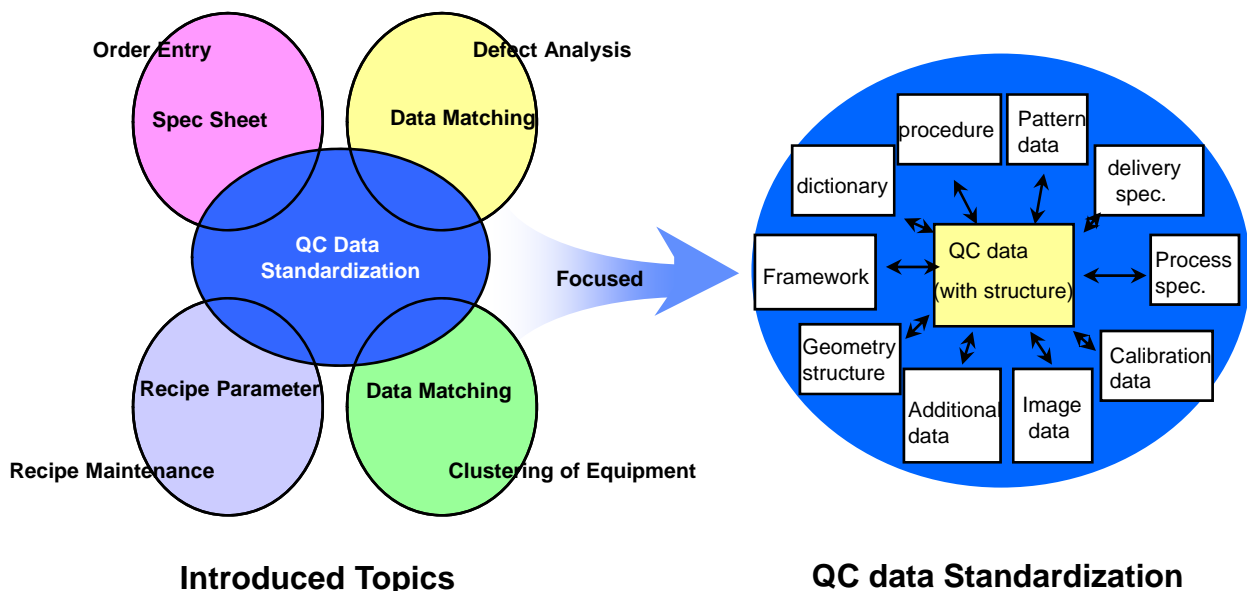 Order Entry
Spec Sheet
Defect Analysis
Data Matching
QC Data
Standardization
Recipe Parameter
Recipe Maintenance
Data Matching
Clustering of Equipment
Introduced Topics
Focused
procedure
Pattern
data
dictionary
delivery
spec.
Framework
QC data
(with structure)
Process
spec.
Geometry
structure
Calibration
data
Additional
data
Image
data
QC data Standardization